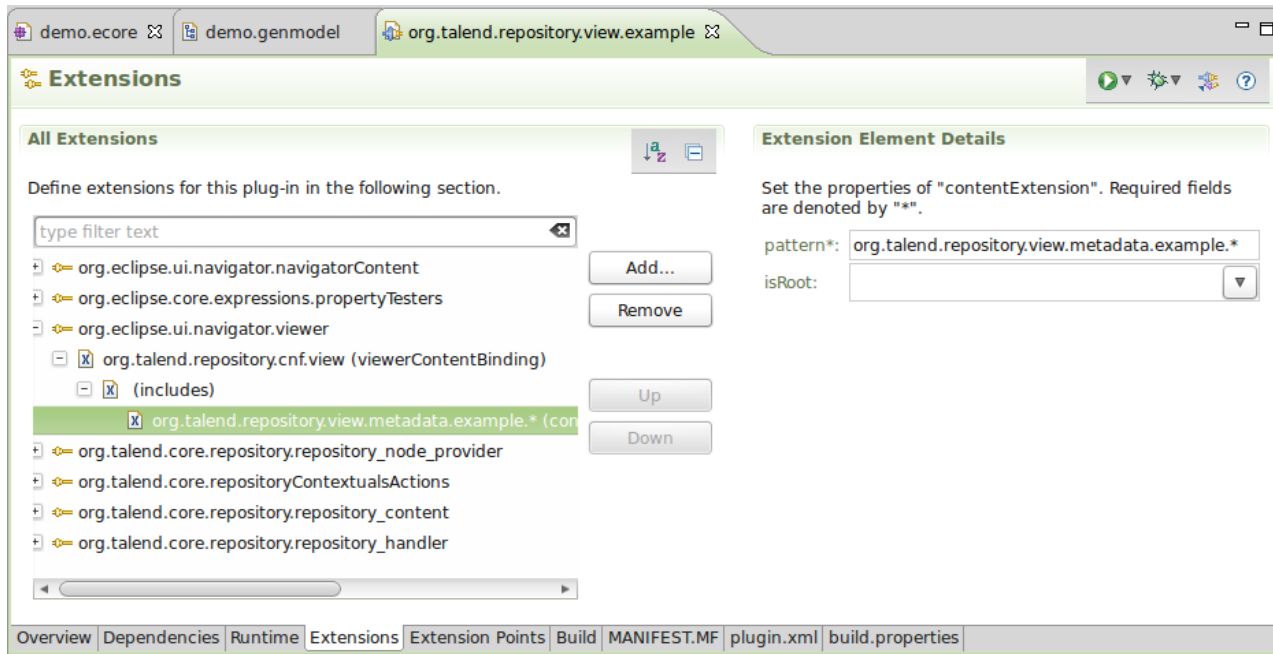 demo.ecore
demo.genmodel
org.talend.repository.view.example
Extensions
All Extensions
Define extensions for this plug-in in the following section.
type filter text
org.eclipse.ui.navigator.navigatorContent
org.eclipse.core.expressions.propertyTesters
org.eclipse.ui.navigator.viewer
org.talend.repository.cnf.view (viewerContentBinding)
(includes)
org.talend.repository.view.metadata.example.* (con
org.talend.core.repository.repository_node_provider
org.talend.core.repositoryContextualsActions
org.talend.core.repository.repository_content
org.talend.core.repository.repository_handler
Add...
Remove
Up
Down
Extension Element Details
Set the properties of "contentExtension". Required fields
are denoted by "*".
pattern*: org.talend.repository.view.metadata.example.*
isRoot:
Overview Dependencies Runtime Extensions Extension Points Build MANIFEST.MF plugin.xml build.properties